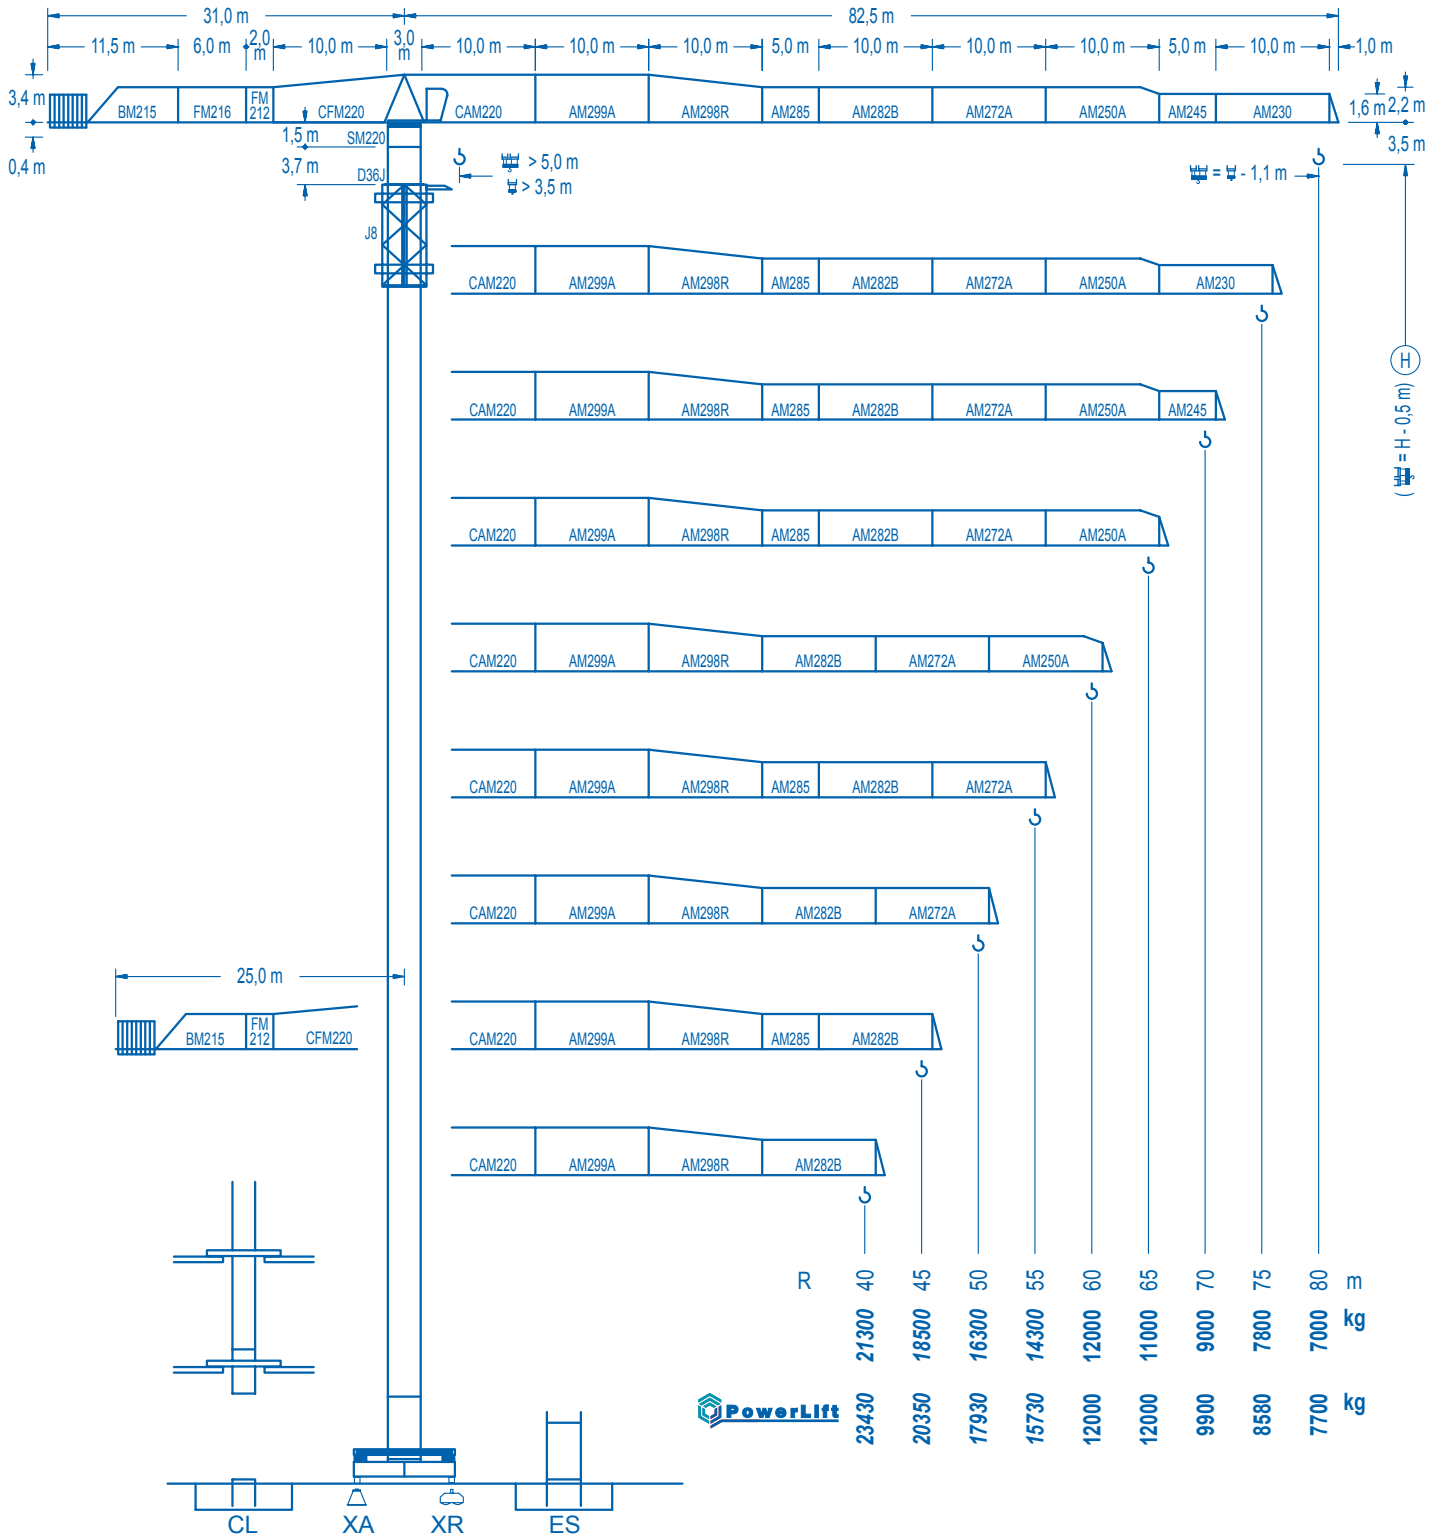 31,0 m 82,5 m
11,5 m 6,0 m 2,0 m 10,0 m 3,0 m 10,0 m 10,0 m 10,0 m 5,0 m 10,0 m 10,0 m 10,0 m 5,0 m 10,0 m 1,0 m
3,4 m BM215 FM216 FM 212 CFM220 CAM220 AM299A AM298R AM285 AM282B AM272A AM250A AM245 AM230 1,6 m 2,2 m
1,5 m SM220 3,5 m
0,4 m 3,7 m D36J > 5,0 m = - 1,1 m
> 3,5 m
J8
CAM220 AM299A AM298R AM285 AM282B AM272A AM250A AM230
H
( = H - 0,5 m)
CAM220 AM299A AM298R AM285 AM282B AM272A AM250A AM245
CAM220 AM299A AM298R AM285 AM282B AM272A AM250A
CAM220 AM299A AM298R AM282B AM272A AM250A
CAM220 AM299A AM298R AM285 AM282B AM272A
CAM220 AM299A AM298R AM282B AM272A
25,0 m
BM215 FM 212 CFM220 CAM220 AM299A AM298R AM285 AM282B
CAM220 AM299A AM298R AM282B
R 40 45 50 55 60 65 70 75 80 m
21300 18500 16300 14300 12000 11000 9000 7800 7000 kg
PowerLift 23430 20350 17930 15730 12000 12000 9900 8580 7700 kg
CL XA XR ES